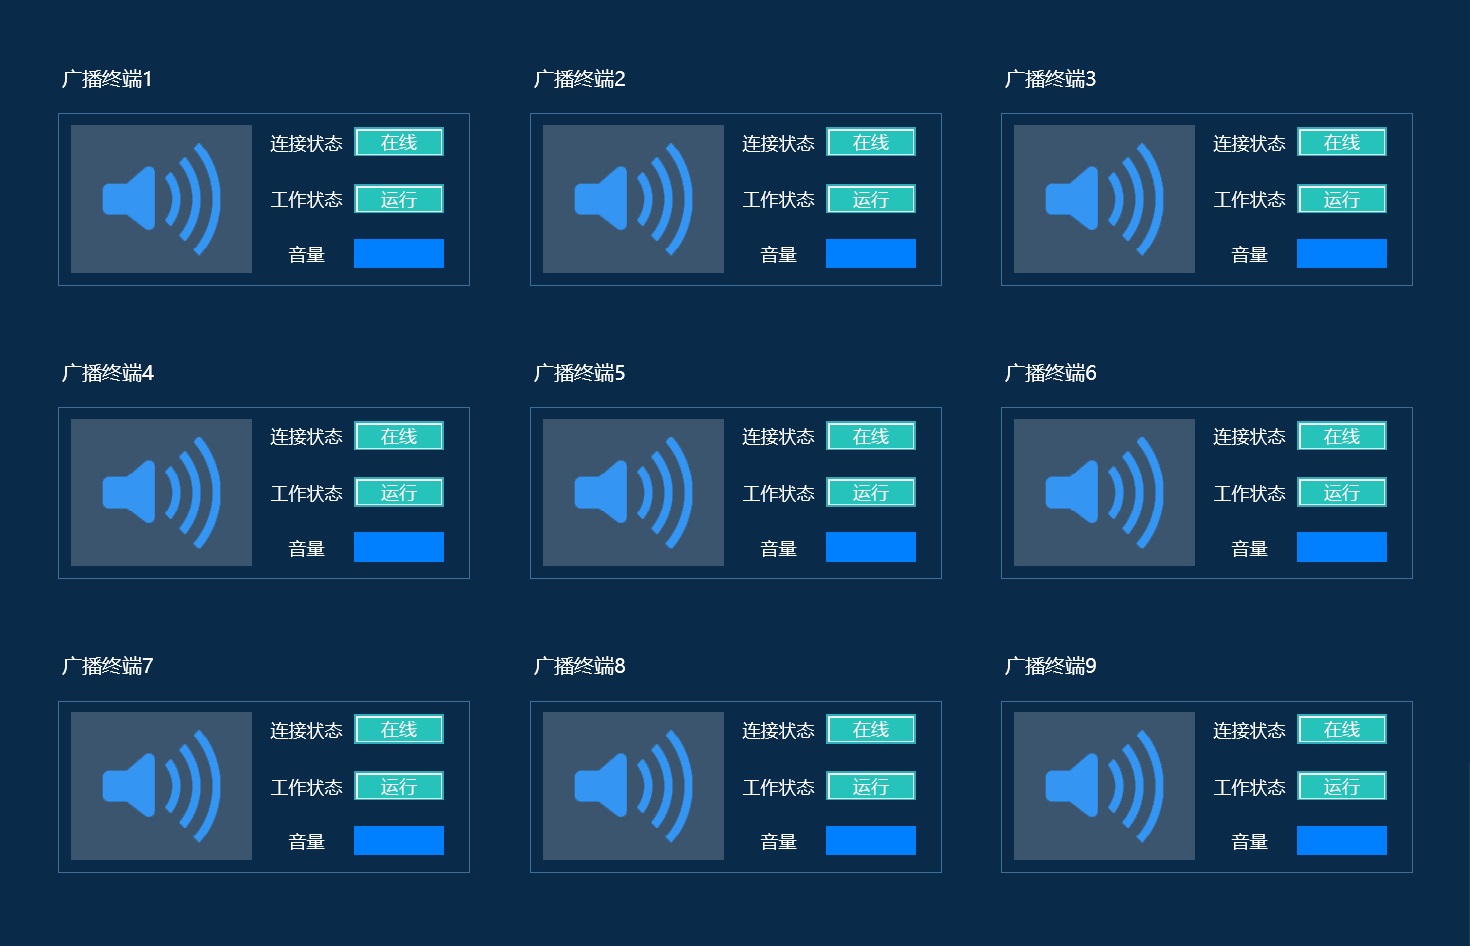 广播终端1
广播终端2
广播终端3
连接状态 在线
连接状态 在线
连接状态 在线
工作状态 运行
工作状态 运行
工作状态 运行
音量
音量
音量
广播终端4
广播终端5
广播终端6
连接状态 在线
连接状态 在线
连接状态 在线
工作状态 运行
工作状态 运行
工作状态 运行
音量
音量
音量
广播终端7
广播终端8
广播终端9
连接状态 在线
连接状态 在线
连接状态 在线
工作状态 运行
工作状态 运行
工作状态 运行
音量
音量
音量